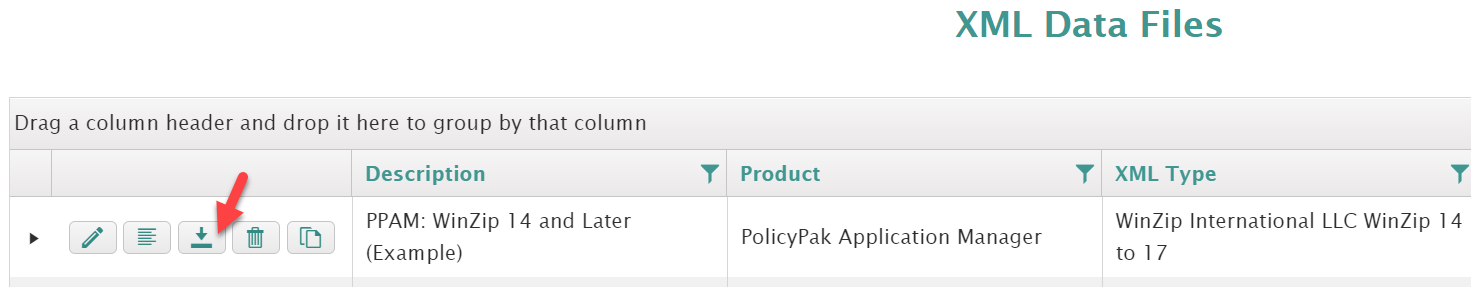 XML Data Files
Drag a column header and drop it here to group by that column
Description
Product
XML Type
PPAM: WinZip 14 and Later
(Example)
PolicyPak Application Manager
WinZip International LLC WinZip 14
to 17